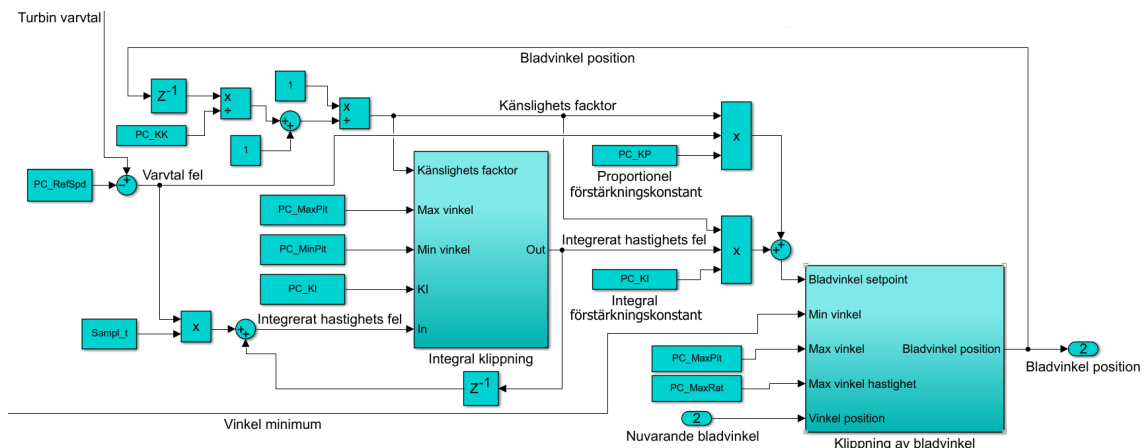 Turbin varvtal
Bladvinkel position
Z-1
x
÷
1
x
÷
Känslighets facktor
PC_KK
+
+
1
x
PC_KP
Proportionel
förstärkningskonstant
PC_RefSpd
+
−
Varvtal fel
Känslighets facktor
PC_MaxPit
Max vinkel
PC_MinPit
Min vinkel
Out
Integrerat hastighets fel
x
+
+
PC_KI
KI
PC_KI
Integral
förstärkningskonstant
Bladvinkel setpoint
Sampl_t
x
+
+
Integrerat hastighets fel
In
Integral klippning
Min vinkel
PC_MaxPit
Max vinkel
Bladvinkel position
2
Bladvinkel position
Z-1
PC_MaxRat
Max vinkel hastighet
Vinkel minimum
2
Vinkel position
Nuvarande bladvinkel
Klippning av bladvinkel